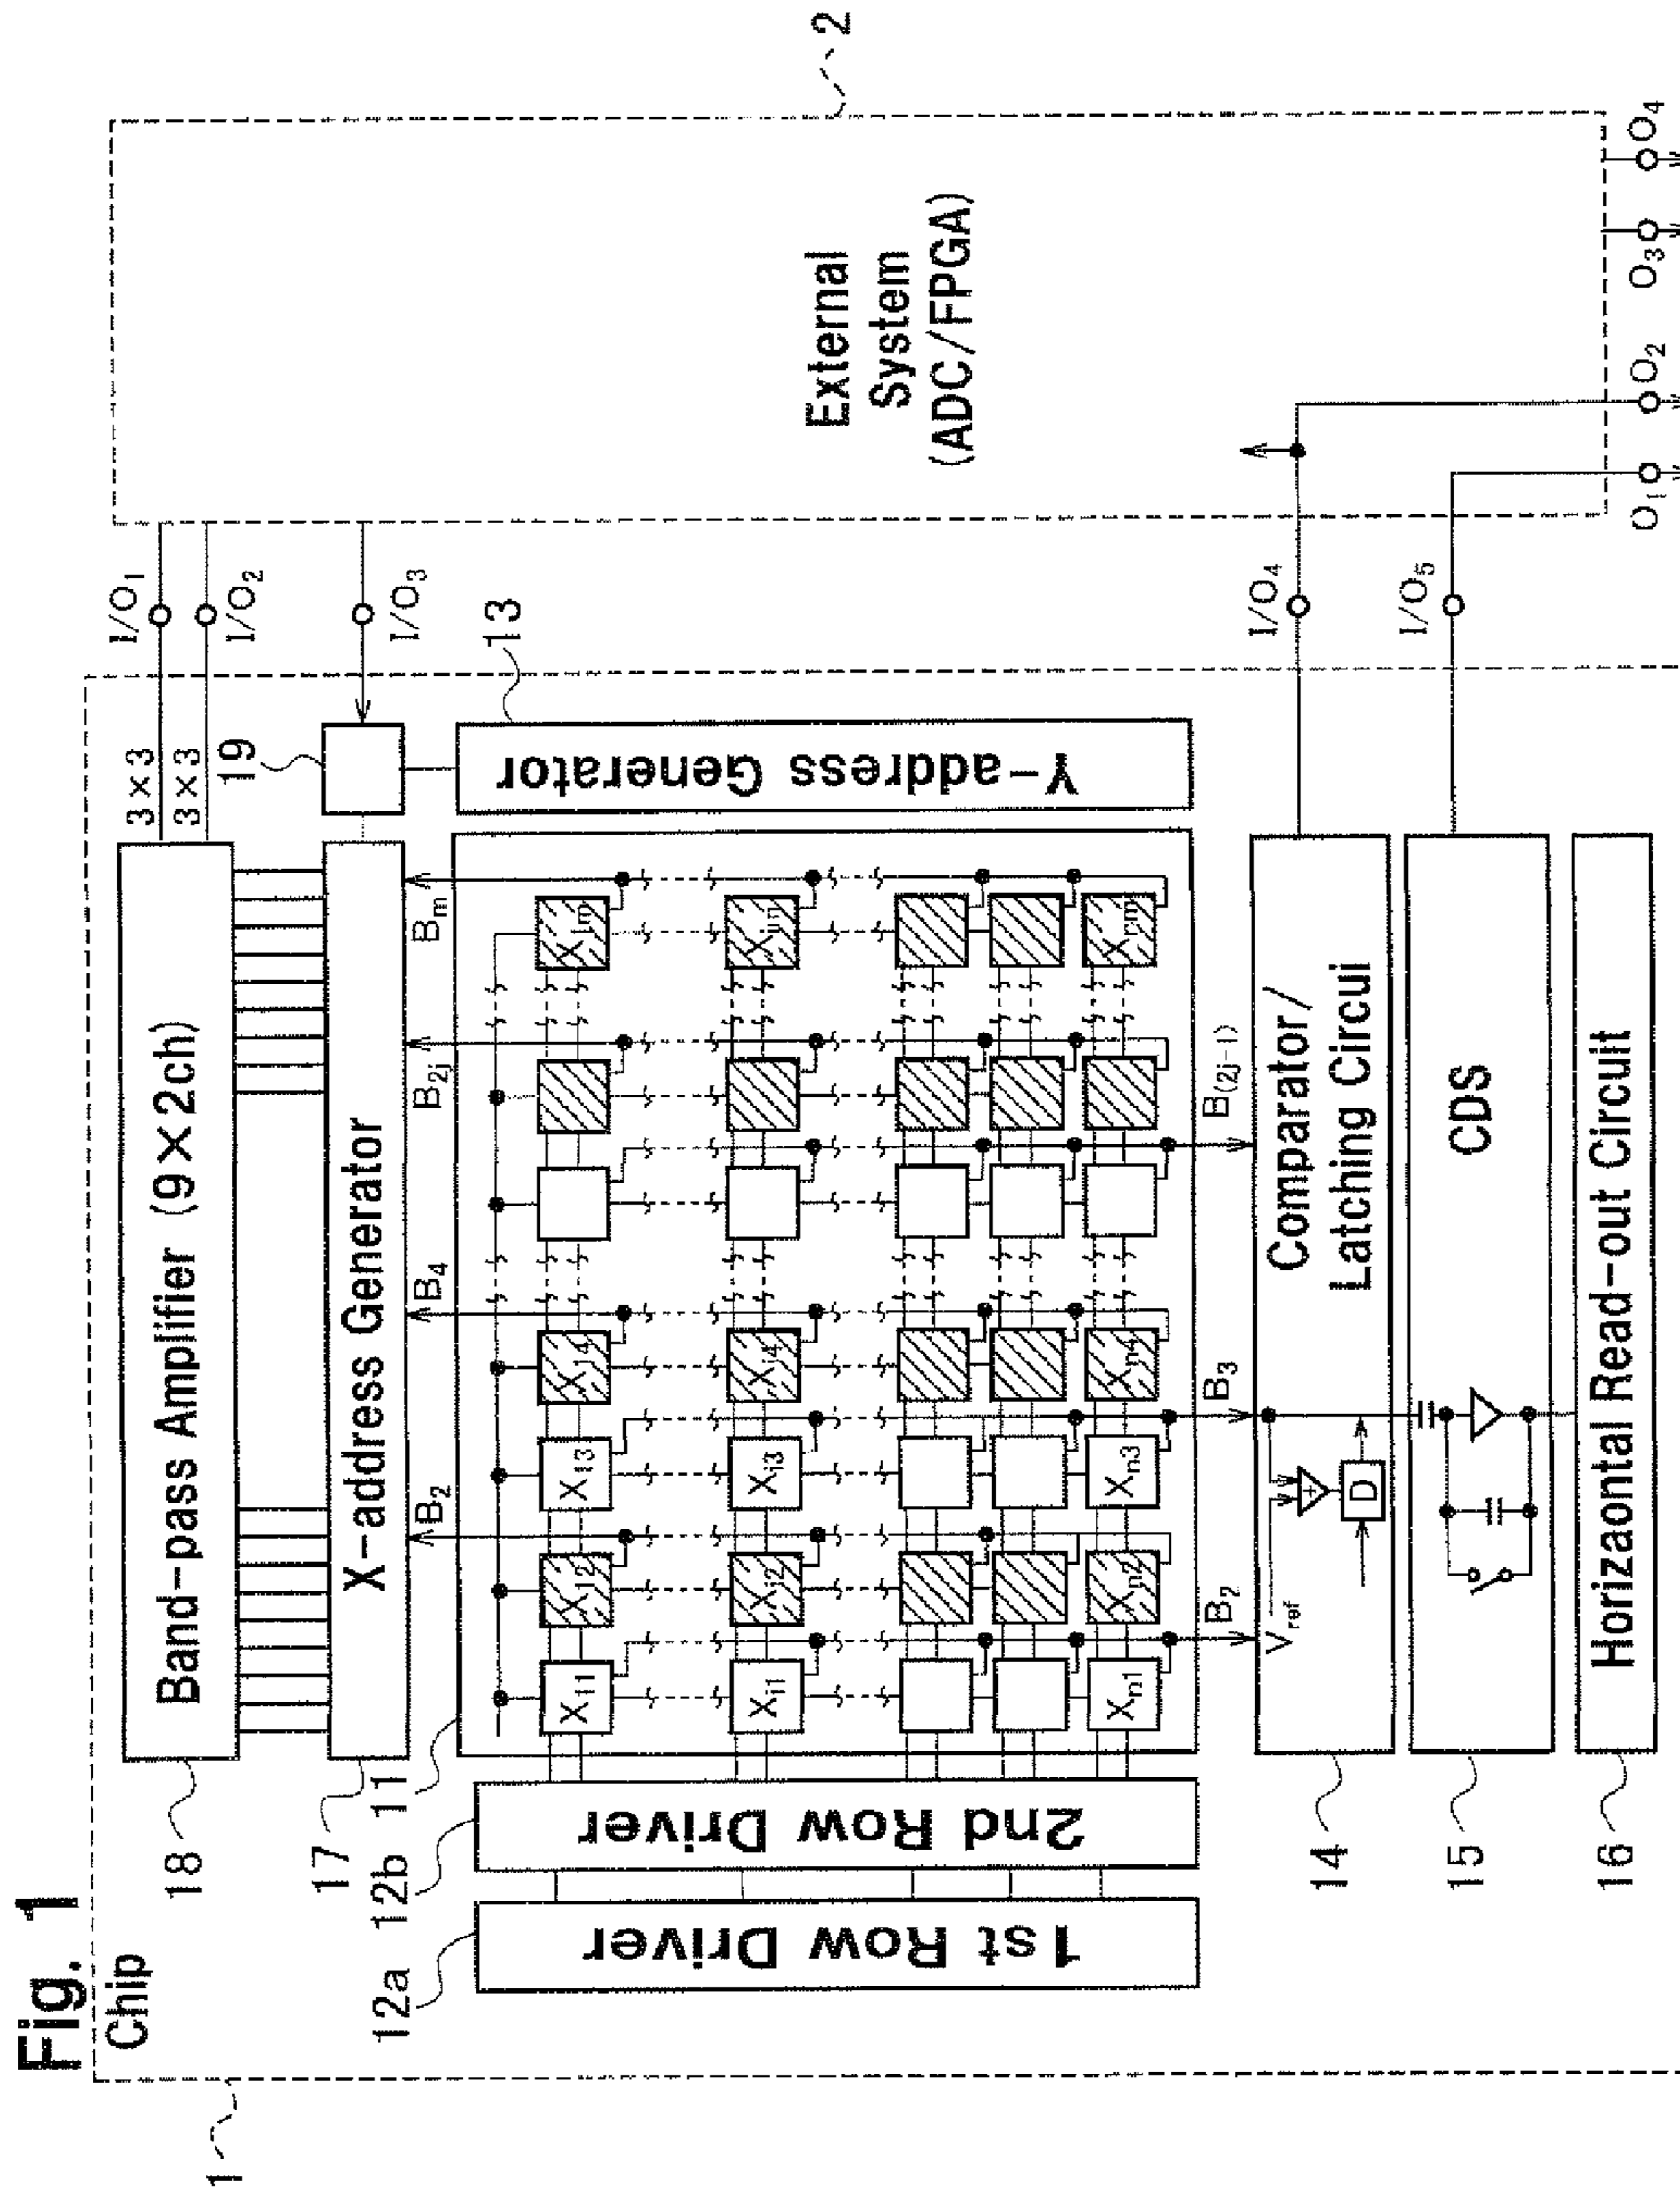 Fig. 1
Chip
1
2
18
Band-pass Amplifier (9×2ch)
3×3
3×3
I/O1
I/O2
17
X-address Generator
19
I/O3
12a
1st Row Driver
12b
2nd Row Driver
11
B2
B4
B2j
Bm
X11
X12
X13
X14
X1m
Xi1
Xi2
Xi3
Xi4
Xim
Xn1
Xn2
Xn3
Xn4
Xnm
13
Y-address Generator
External
System
(ADC/FPGA)
B2
B3
B(2j-1)
14
Vref
D
Comparator/
Latching Circui
I/O4
15
CDS
I/O5
16
Horizaontal Read-out Circuit
O1
O2
O3
O4